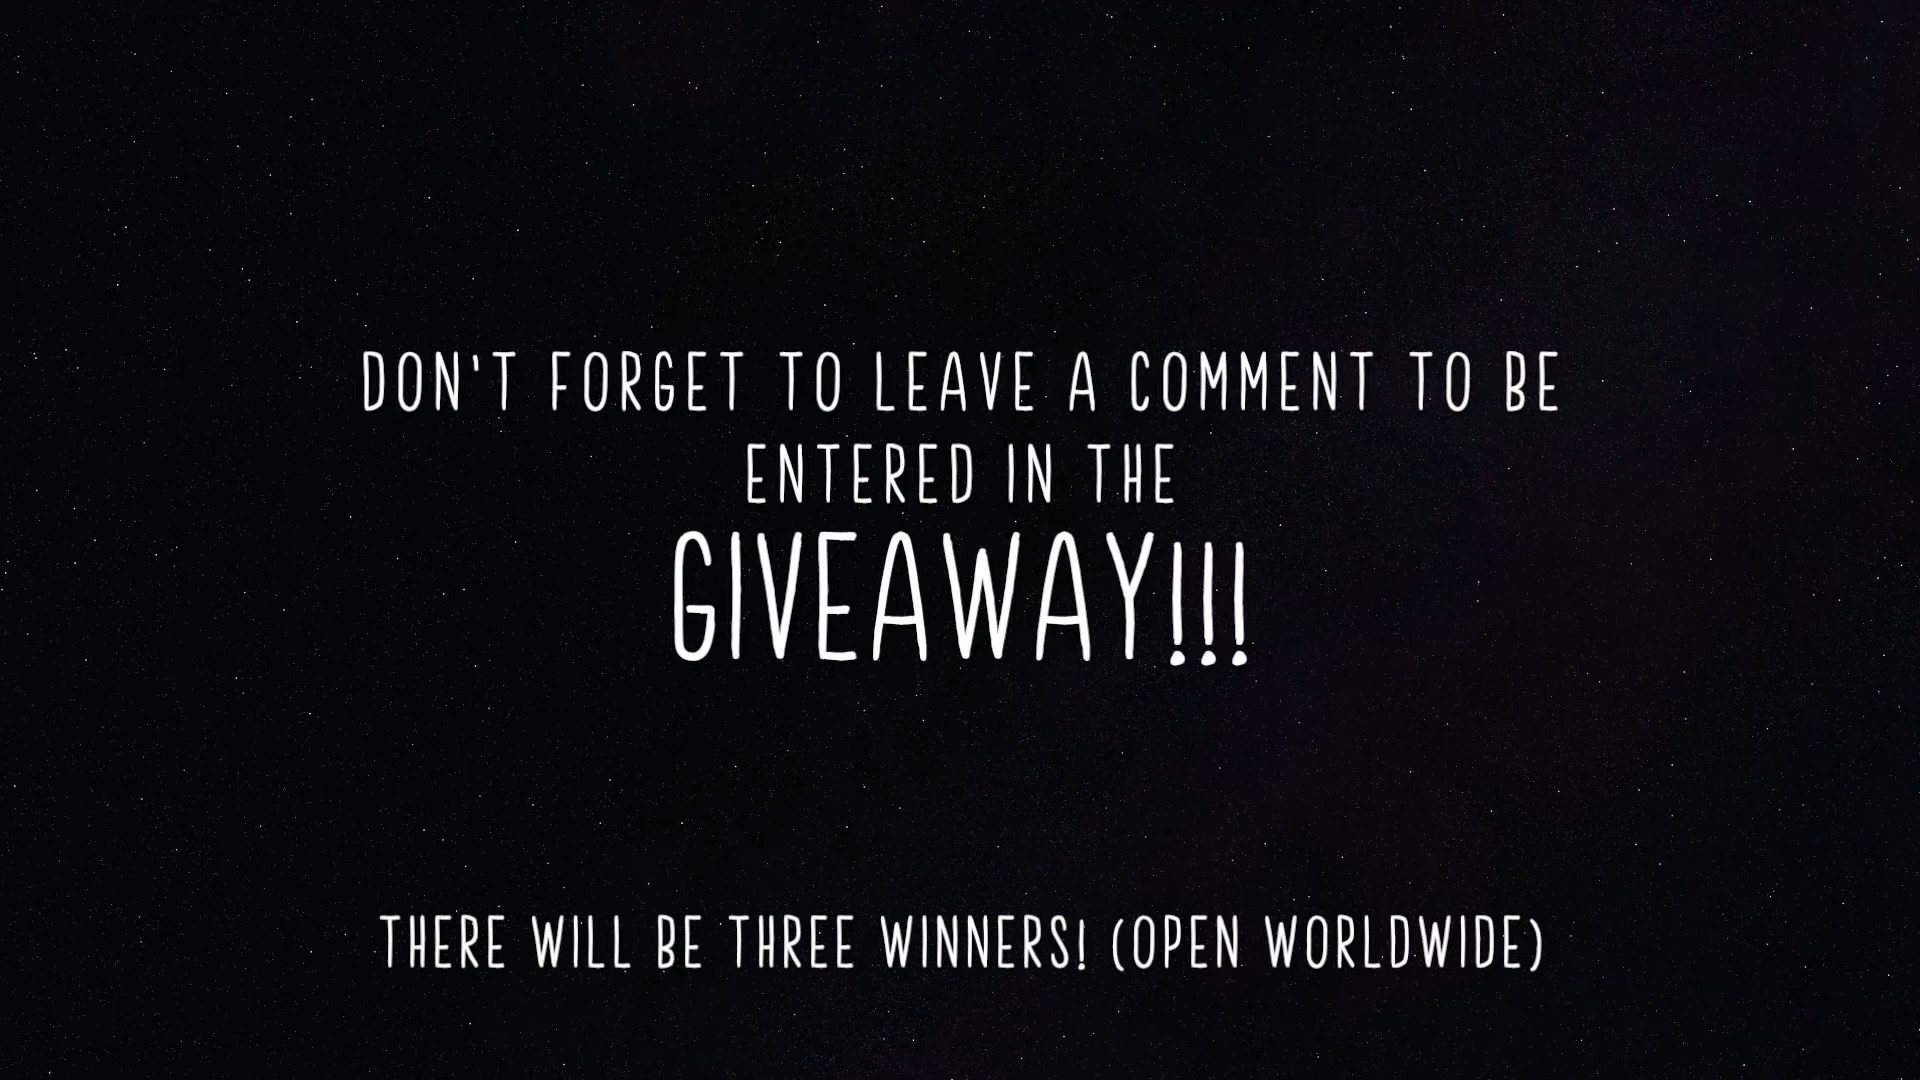 DON'T FORGET TO LEAVE A COMMENT TO BE
ENTERED IN THE
GIVEAWAY!!!
THERE WILL BE THREE WINNERS! (OPEN WORLDWIDE)